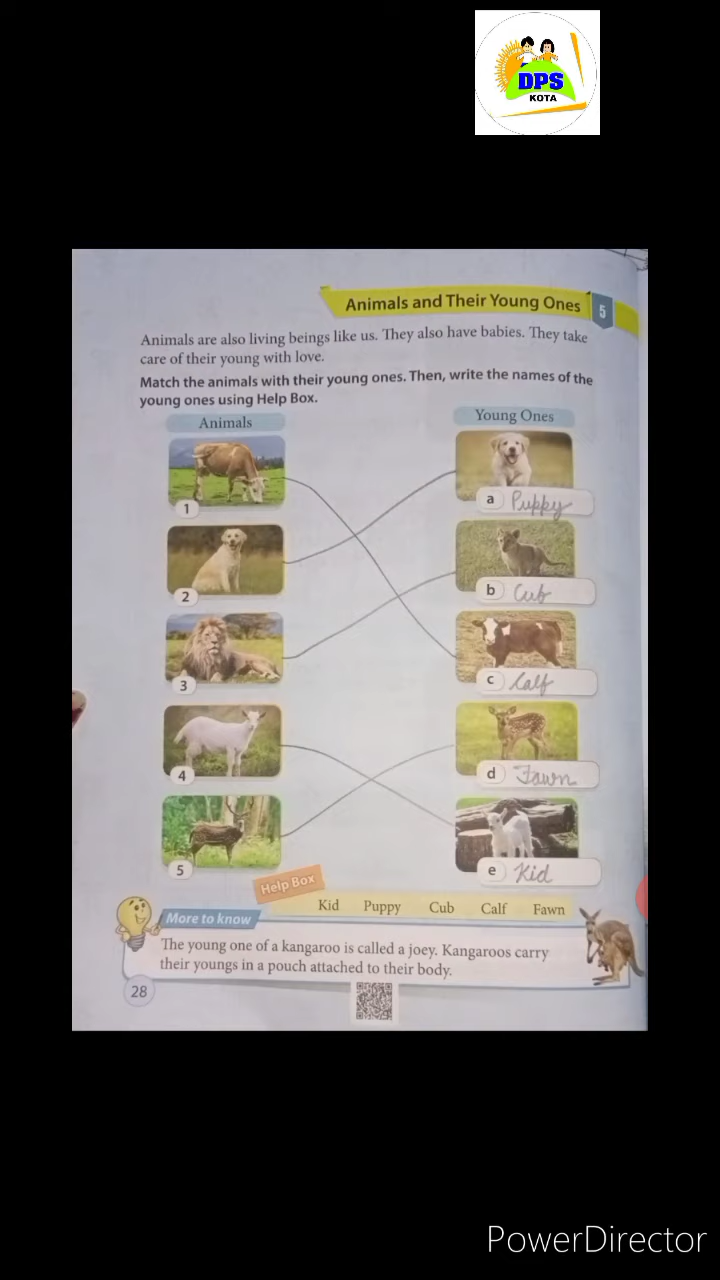 DPS
KOTA
Animals and Their Young Ones 5
Animals are also living beings like us. They also have babies. They take
care of their young with love.
Match the animals with their young ones. Then, write the names of the
young ones using Help Box.
Animals
Young Ones
1
a Puppy
2
b Cub
3
c Calf
4
d Fawn
5
e Kid
Help Box
Kid Puppy Cub Calf Fawn
More to know
The young one of a kangaroo is called a joey. Kangaroos carry
their youngs in a pouch attached to their body.
28
PowerDirector